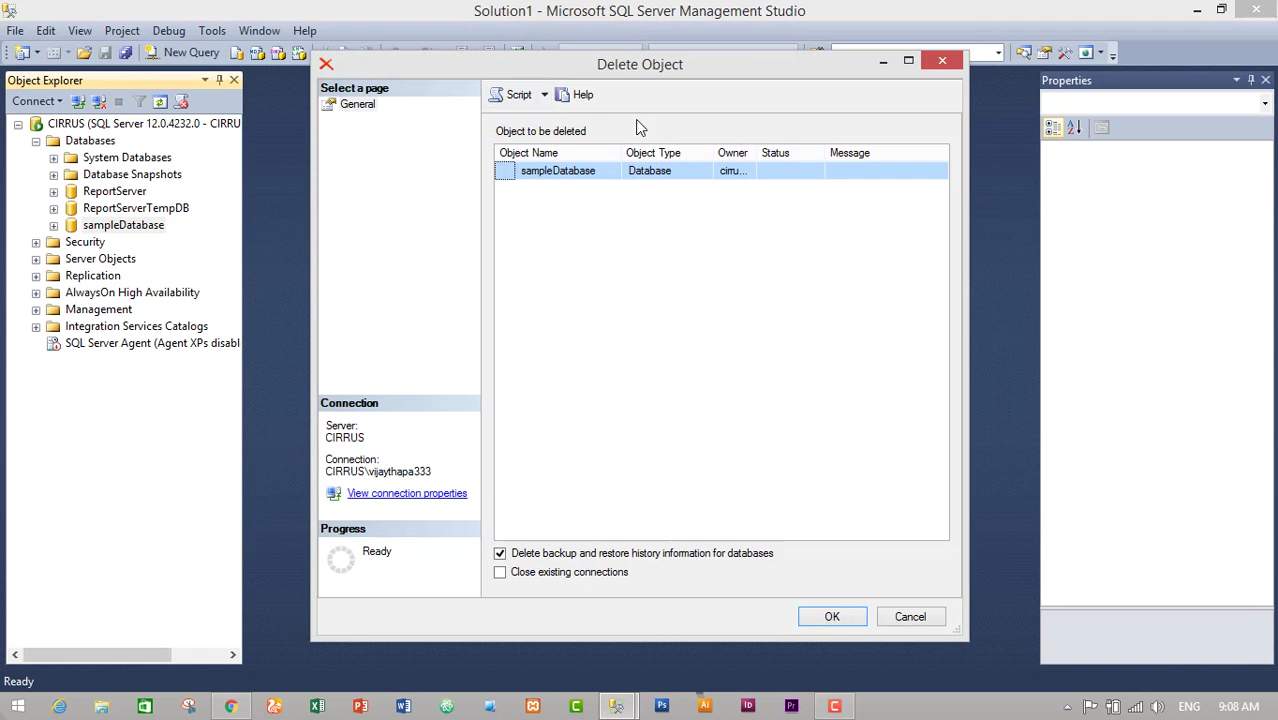 Solution1 - Microsoft SQL Server Management Studio
File Edit View Project Debug Tools Window Help
New Query
Object Explorer
Connect
CIRRUS (SQL Server 12.0.4232.0 - CIRRU
Databases
System Databases
Database Snapshots
ReportServer
ReportServerTempDB
sampleDatabase
Security
Server Objects
Replication
AlwaysOn High Availability
Management
Integration Services Catalogs
SQL Server Agent (Agent XPs disabl
Delete Object
Select a page
General
Script Help
Object to be deleted
Object Name Object Type Owner Status Message
sampleDatabase Database cirru...
Connection
Server:
CIRRUS
Connection:
CIRRUS\vijaythapa333
View connection properties
Progress
Ready
Delete backup and restore history information for databases
Close existing connections
OK Cancel
Properties
Ready
ENG 9:08 AM